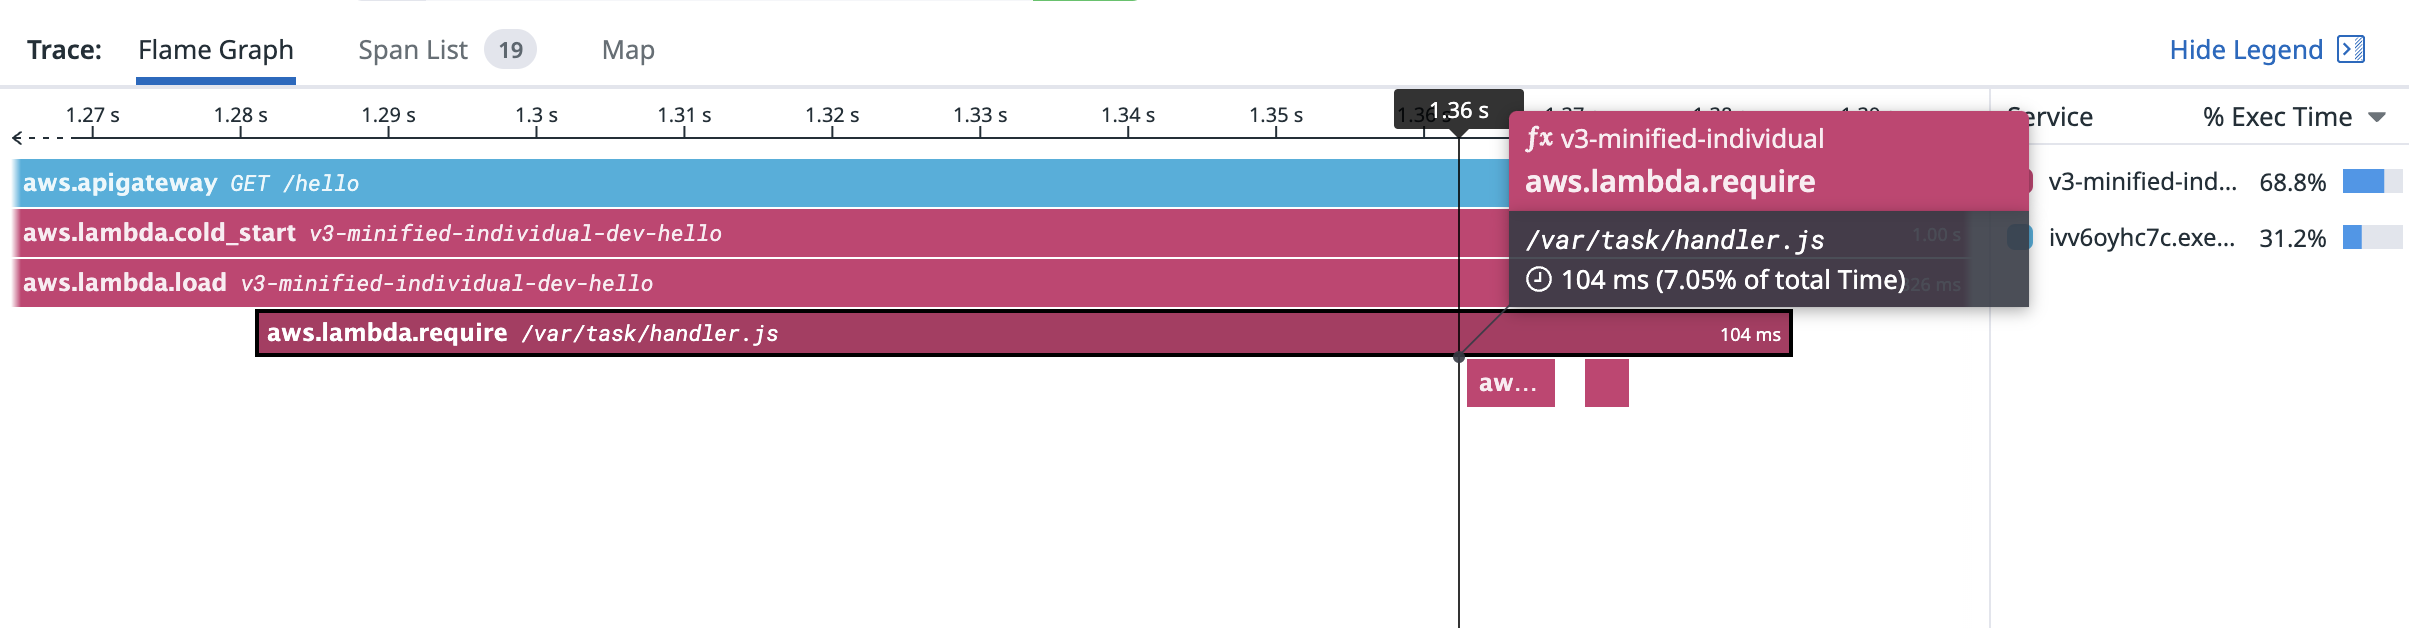 Trace: Flame Graph Span List 19 Map Hide Legend
1.27 s 1.28 s 1.29 s 1.3 s 1.31 s 1.32 s 1.33 s 1.34 s 1.35 s 1.36 s
Service % Exec Time
fx v3-minified-individual
aws.lambda.require
/var/task/handler.js
104 ms (7.05% of total Time)
aws.apigateway GET /hello
aws.lambda.cold_start v3-minified-individual-dev-hello 1.00 s
aws.lambda.load v3-minified-individual-dev-hello
aws.lambda.require /var/task/handler.js 104 ms
aw...
v3-minified-ind... 68.8%
ivv6oyhc7c.exe... 31.2%